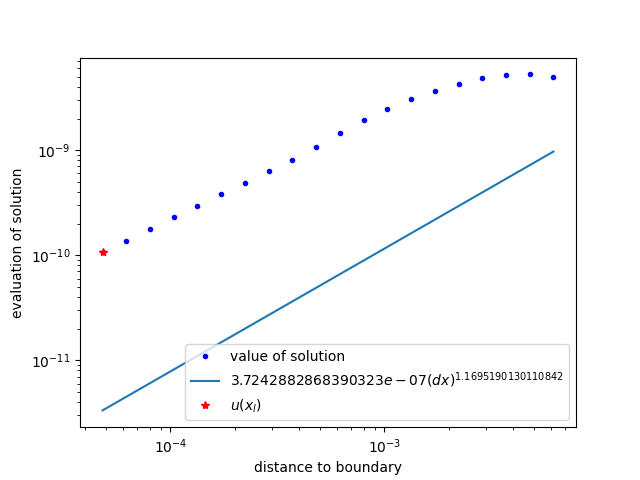 evaluation of solution
10⁻⁹
10⁻¹⁰
10⁻¹¹
value of solution
3.7242882868390323e − 07(dx)^1.1695190130110842
u(x_l)
10⁻⁴
10⁻³
distance to boundary